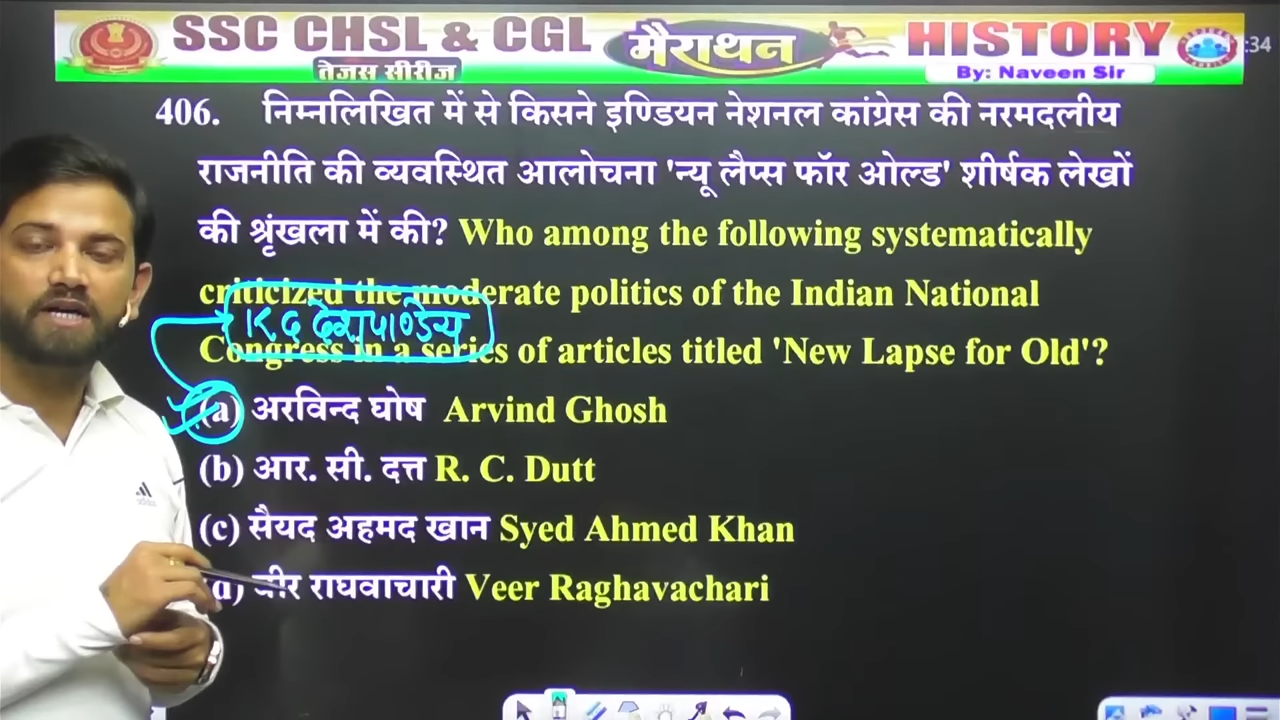 SSC CHSL & CGL मैराथन HISTORY :34
तेजस सीरीज By: Naveen Sir
406. निम्नलिखित में से किसने इण्डियन नेशनल कांग्रेस की नरमदलीय
राजनीति की व्यवस्थित आलोचना 'न्यू लैप्स फॉर ओल्ड' शीर्षक लेखों
की श्रृंखला में की? Who among the following systematically
criticized the moderate politics of the Indian National
K.G देशपाण्डेय
Congress in a series of articles titled 'New Lapse for Old'?
(a) अरविन्द घोष Arvind Ghosh
(b) आर. सी. दत्त R. C. Dutt
(c) सैयद अहमद खान Syed Ahmed Khan
(d) वीर राघवाचारी Veer Raghavachari
adidas